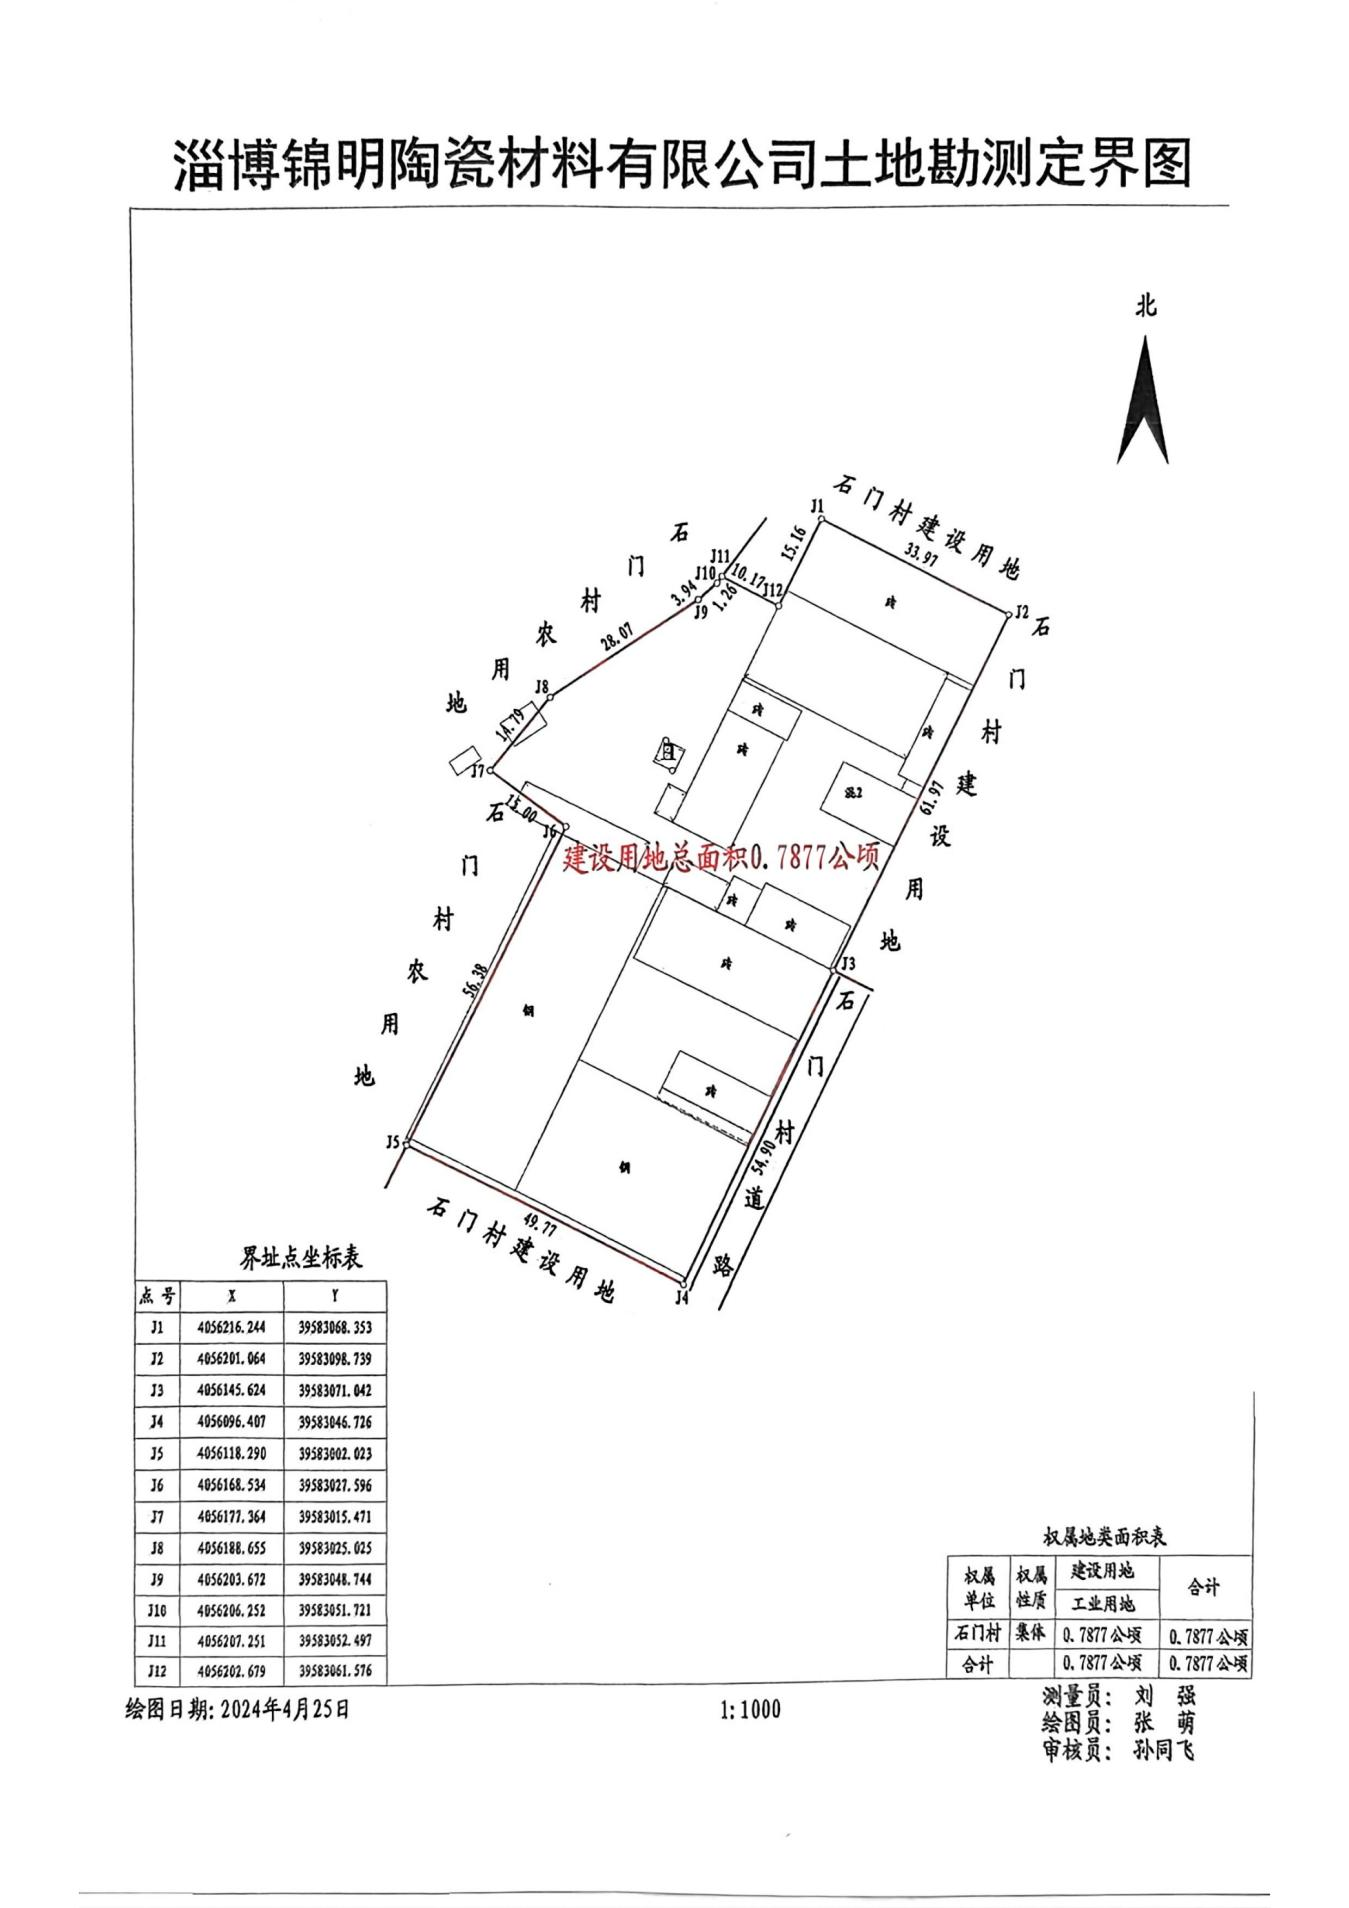 淄博锦明陶瓷材料有限公司土地勘测定界图
北
石门村建设用地
J1
33.97
15.16
J2
石门村农用地
J11
J10
10.17
J12
3.94
1.26
J9
28.07
J8
14.79
J7
15.00
J6
砖
砖
砖
砖
混2
石门村建设用地
61.97
建设用地总面积0.7877公顷
砖
砖
砖
J3
石门村农用地
56.38
钢
砖
钢
石门村道路
54.90
J5
49.77
石门村建设用地
J4
界址点坐标表
点号 X Y
J1 4056216.244 39583068.353
J2 4056201.064 39583098.739
J3 4056145.624 39583071.042
J4 4056096.407 39583046.726
J5 4056118.290 39583002.023
J6 4056168.534 39583027.596
J7 4056177.364 39583015.471
J8 4056188.655 39583025.025
J9 4056203.672 39583048.744
J10 4056206.252 39583051.721
J11 4056207.251 39583052.497
J12 4056202.679 39583061.576
权属地类面积表
权属单位 权属性质 建设用地 合计
工业用地
石门村 集体 0.7877公顷 0.7877公顷
合计 0.7877公顷 0.7877公顷
绘图日期: 2024年4月25日
1:1000
测量员: 刘 强
绘图员: 张 萌
审核员: 孙同飞